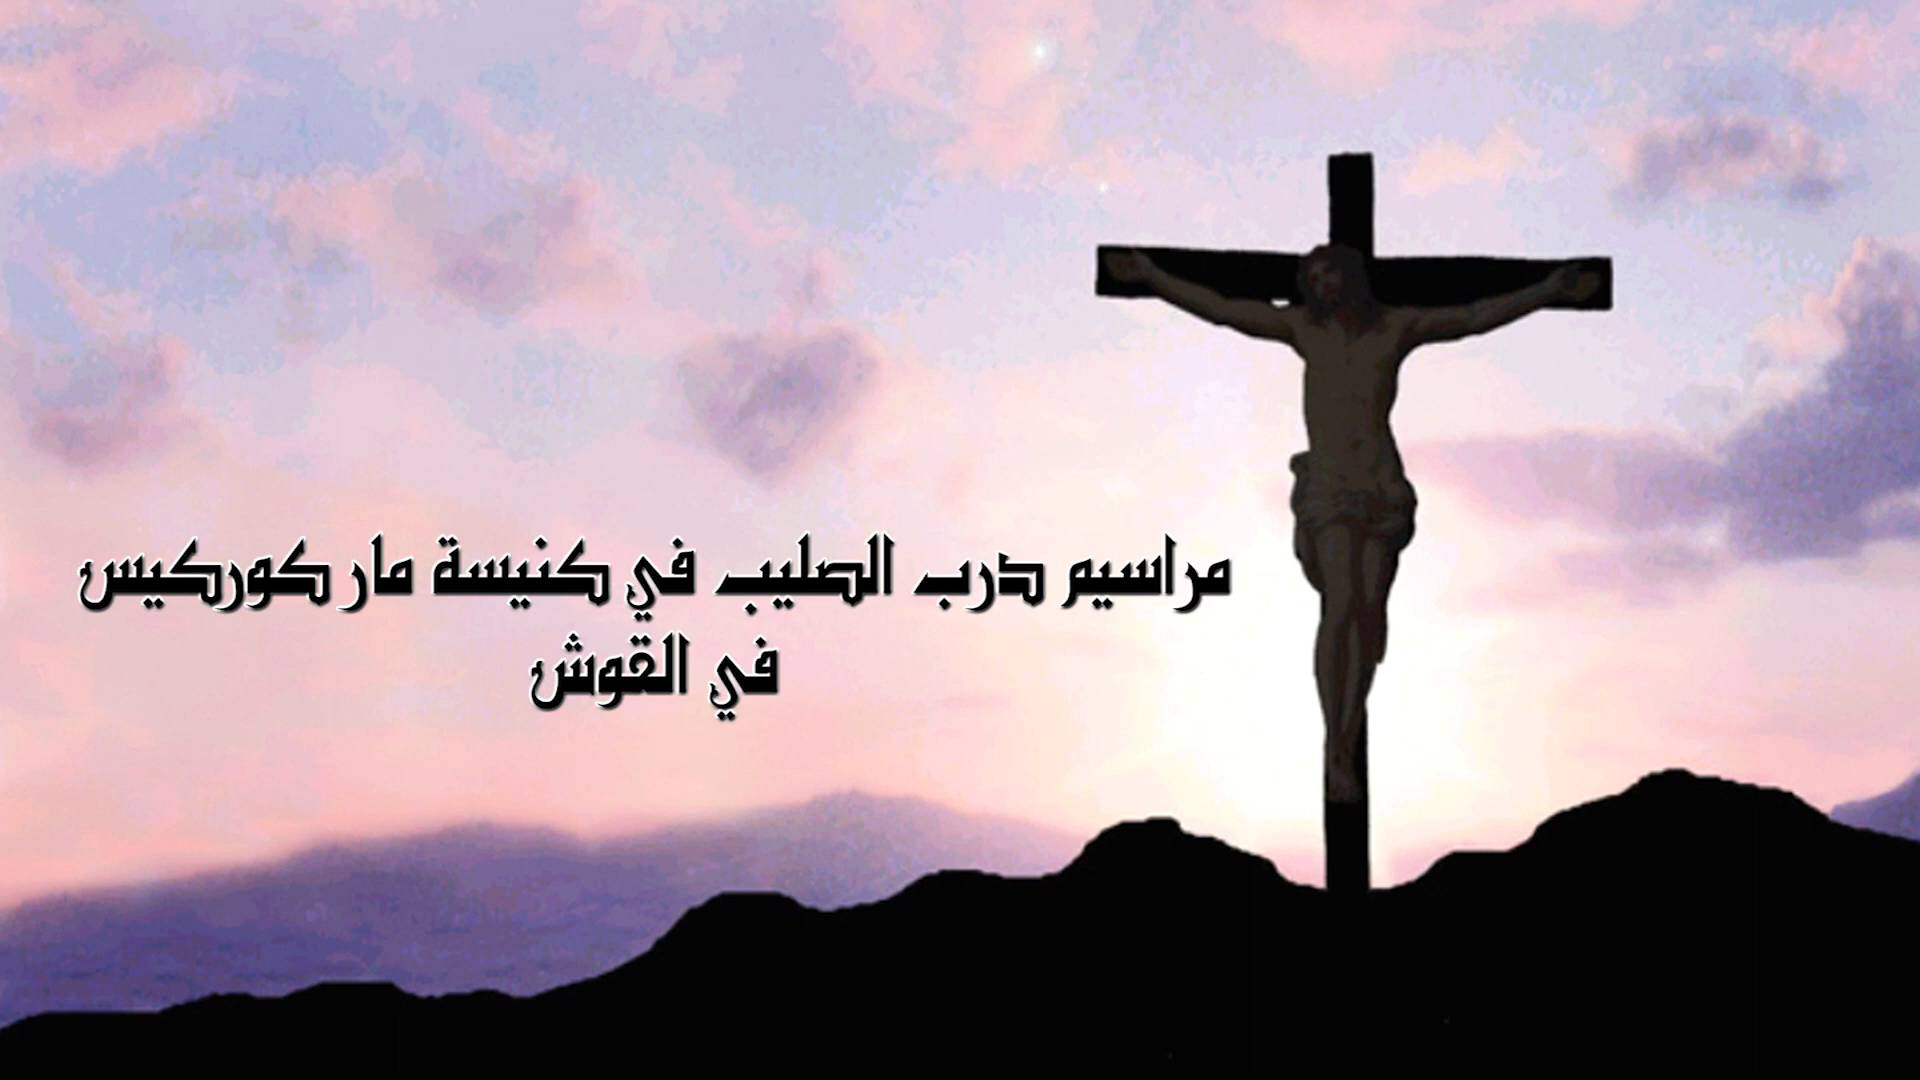 مراسيم درب الصليب في كنيسة مار كوركيس
في القوش